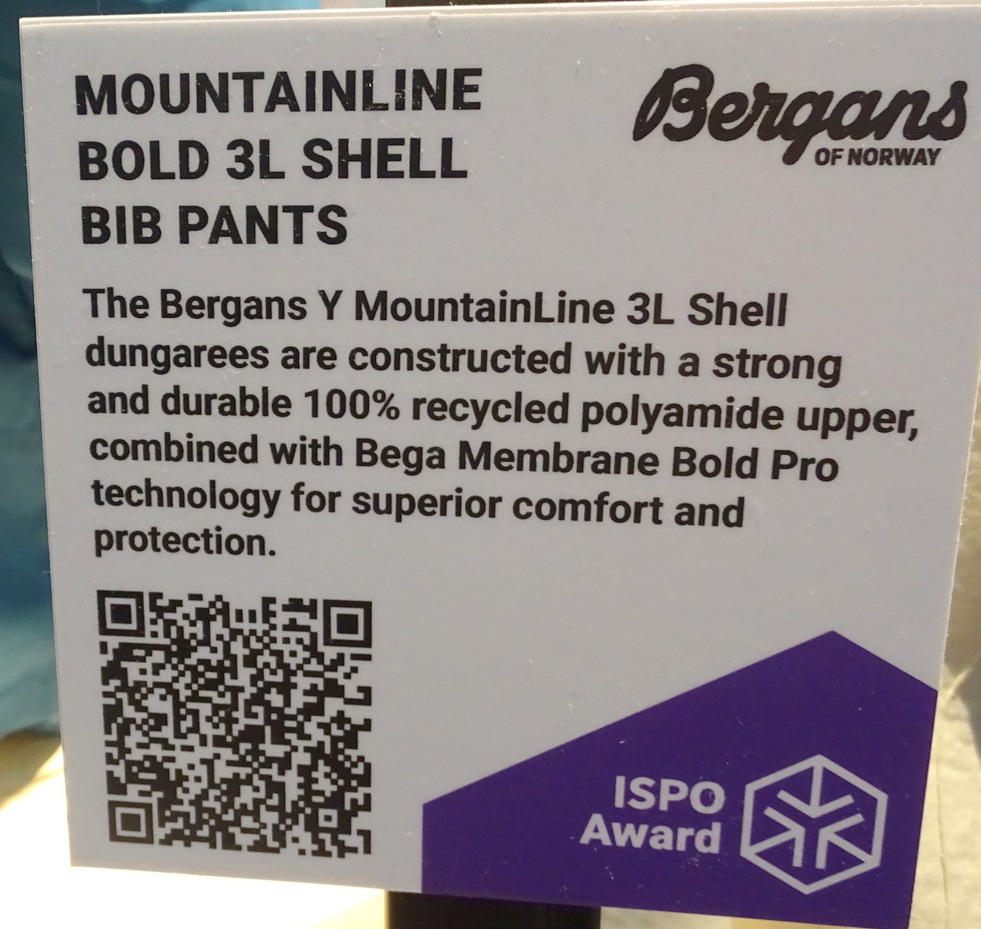 MOUNTAINLINE
BOLD 3L SHELL
BIB PANTS
Bergans
OF NORWAY
The Bergans Y MountainLine 3L Shell
dungarees are constructed with a strong
and durable 100% recycled polyamide upper,
combined with Bega Membrane Bold Pro
technology for superior comfort and
protection.
ISPO
Award